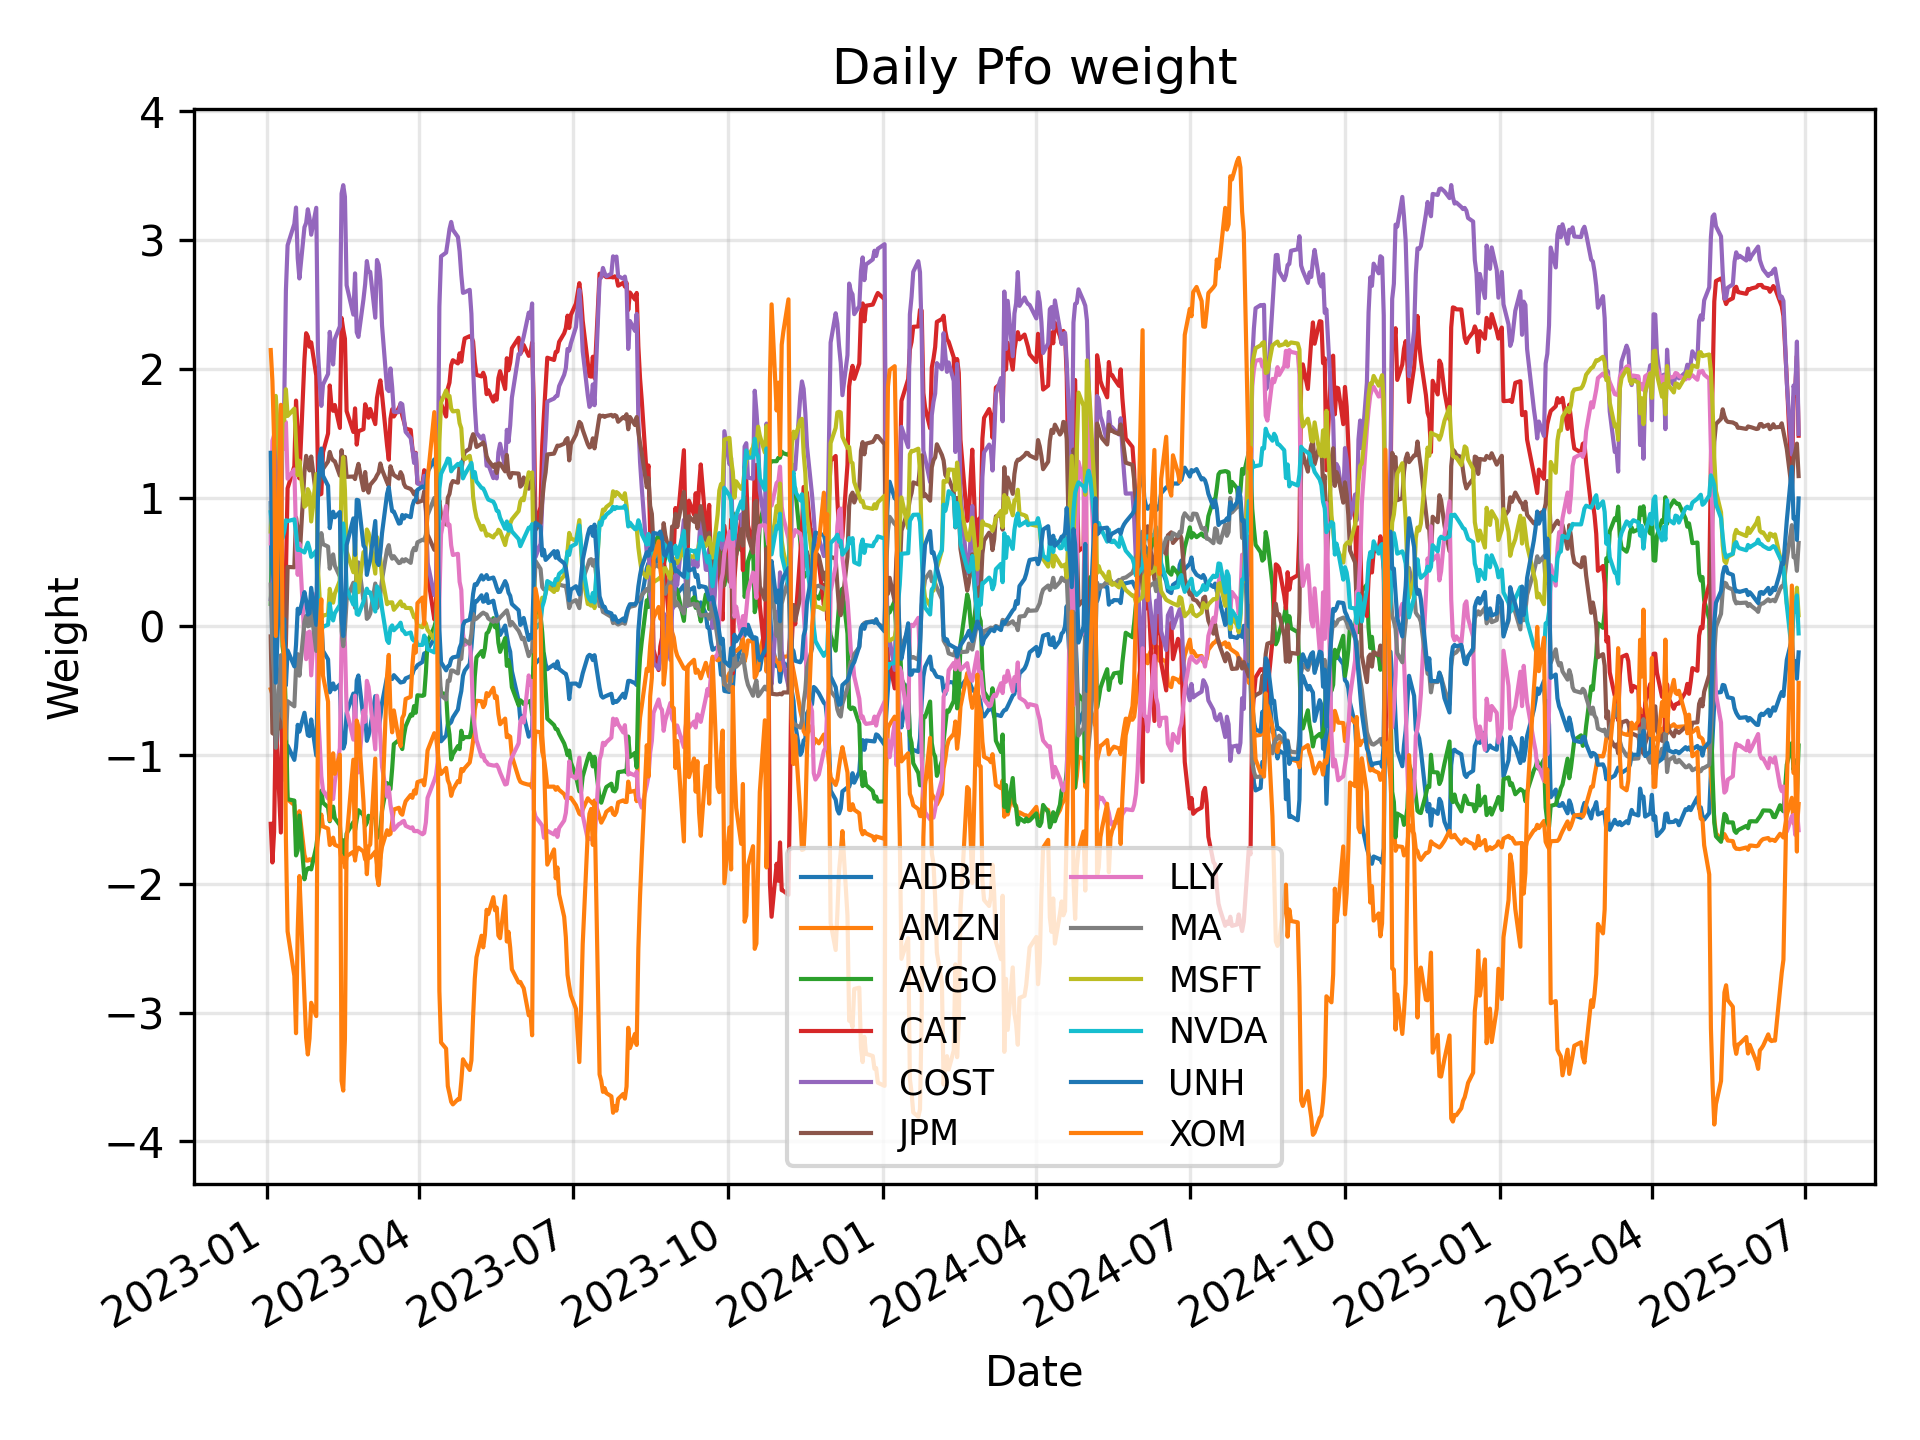 Daily Pfo weight
4
3
2
1
0
−1
−2
−3
−4
Weight
ADBE
AMZN
AVGO
CAT
COST
JPM
LLY
MA
MSFT
NVDA
UNH
XOM
2023-01
2023-04
2023-07
2023-10
2024-01
2024-04
2024-07
2024-10
2025-01
2025-04
2025-07
Date